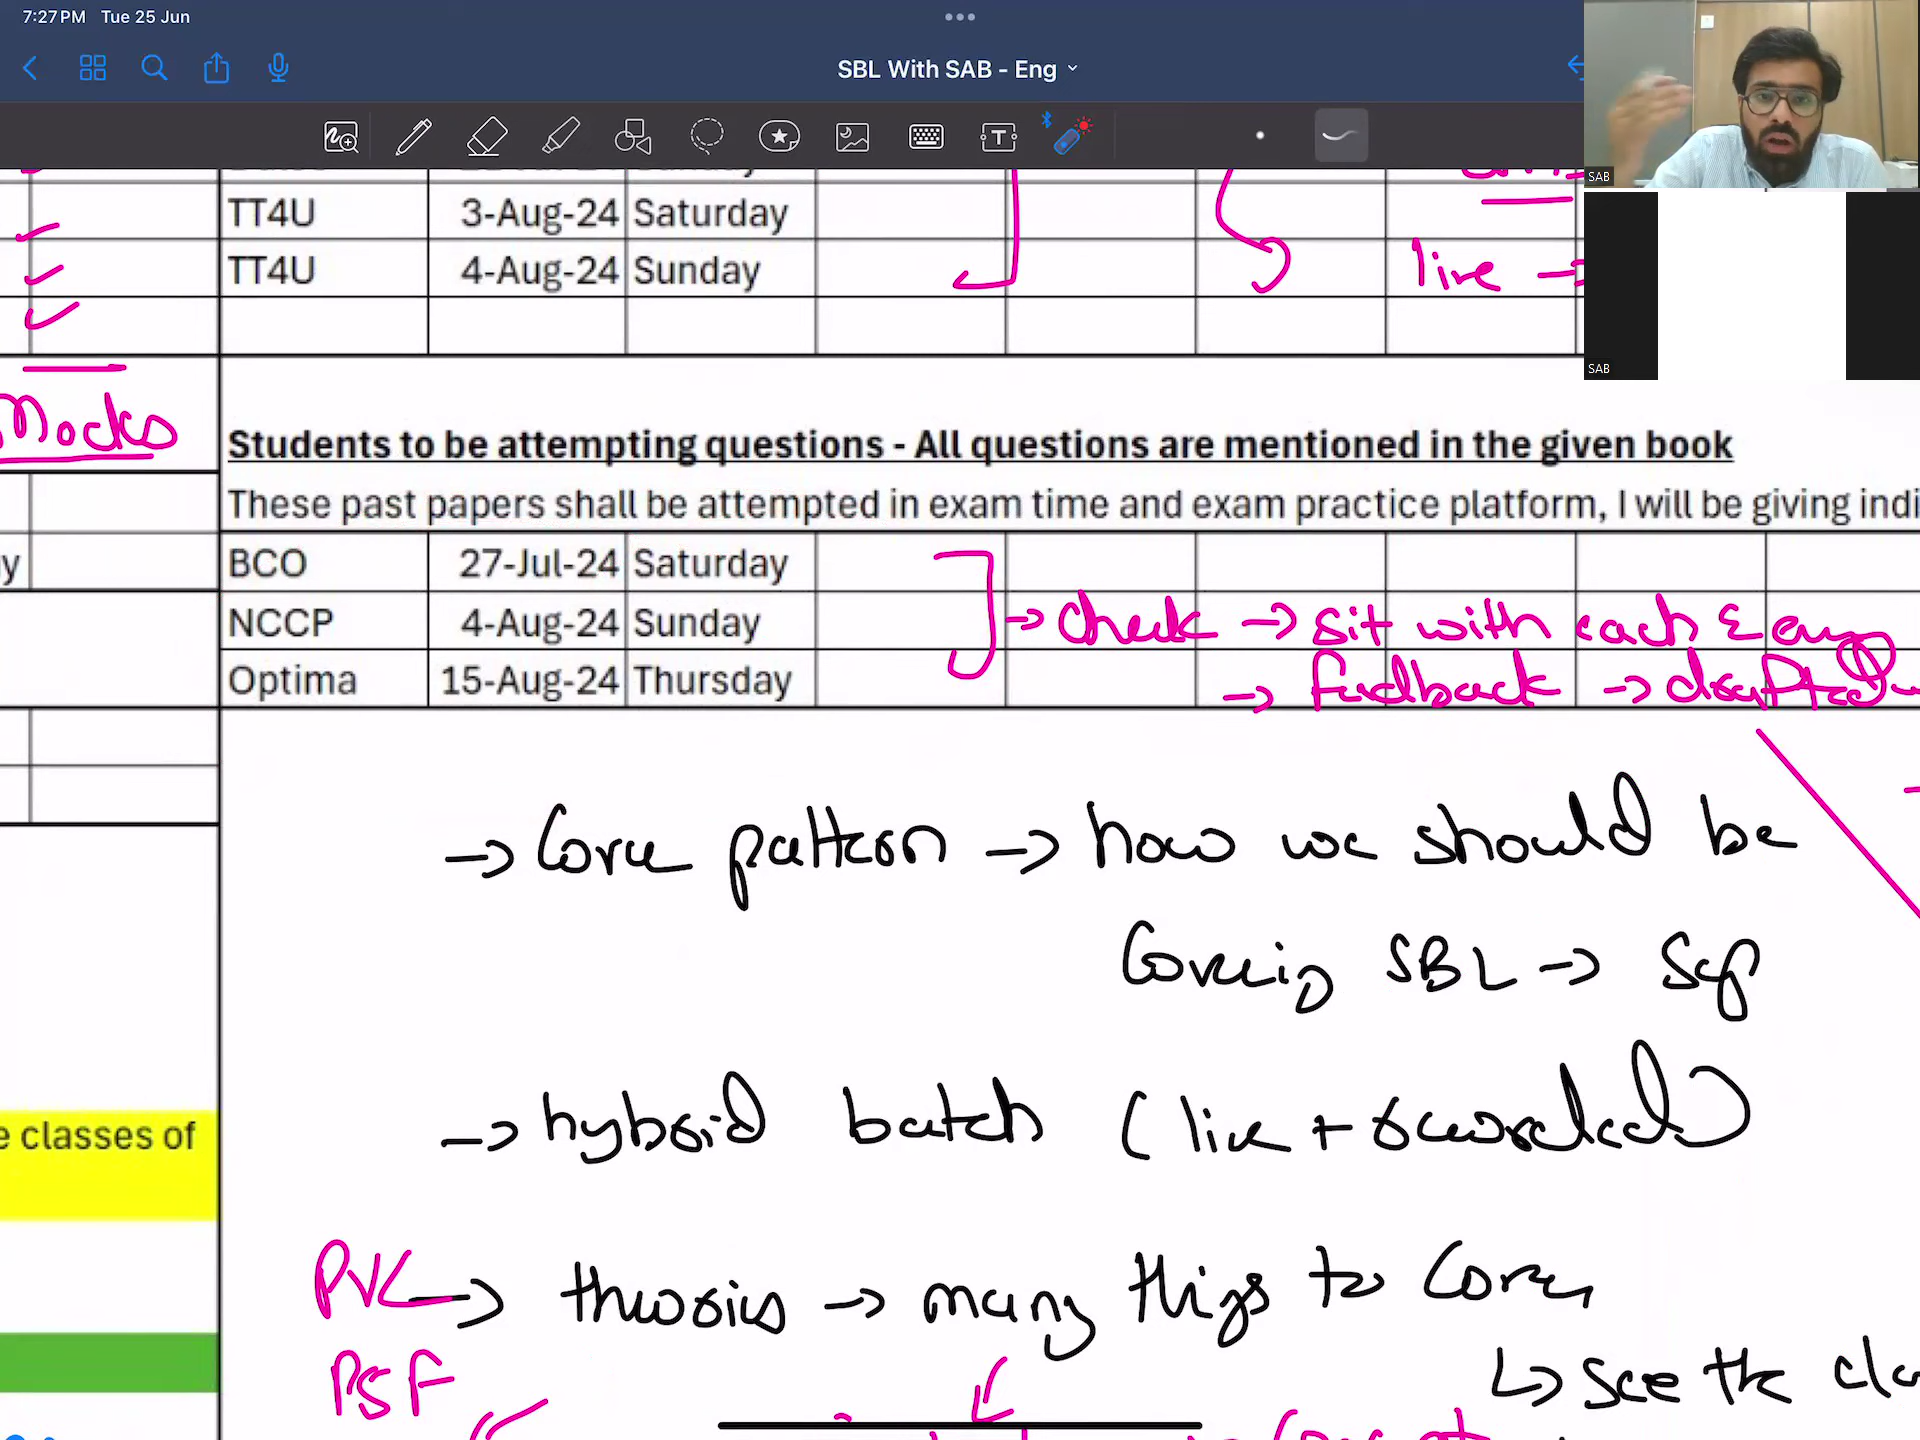 7:27 PM Tue 25 Jun
SBL With SAB - Eng
SAB
SAB
TT4U 3-Aug-24 Saturday
TT4U 4-Aug-24 Sunday
live →
Mocks
Students to be attempting questions - All questions are mentioned in the given book
These past papers shall be attempted in exam time and exam practice platform, I will be giving indi
BCO 27-Jul-24 Saturday
NCCP 4-Aug-24 Sunday
Optima 15-Aug-24 Thursday
y
→ check → sit with each &
→ feedback → drafted
→ Core pattern → how we should be
Covering SBL →
e classes of
→ hybrid batch (live + recorded)
PVC → theories → many things to Cover
PSF
↳ see the cla